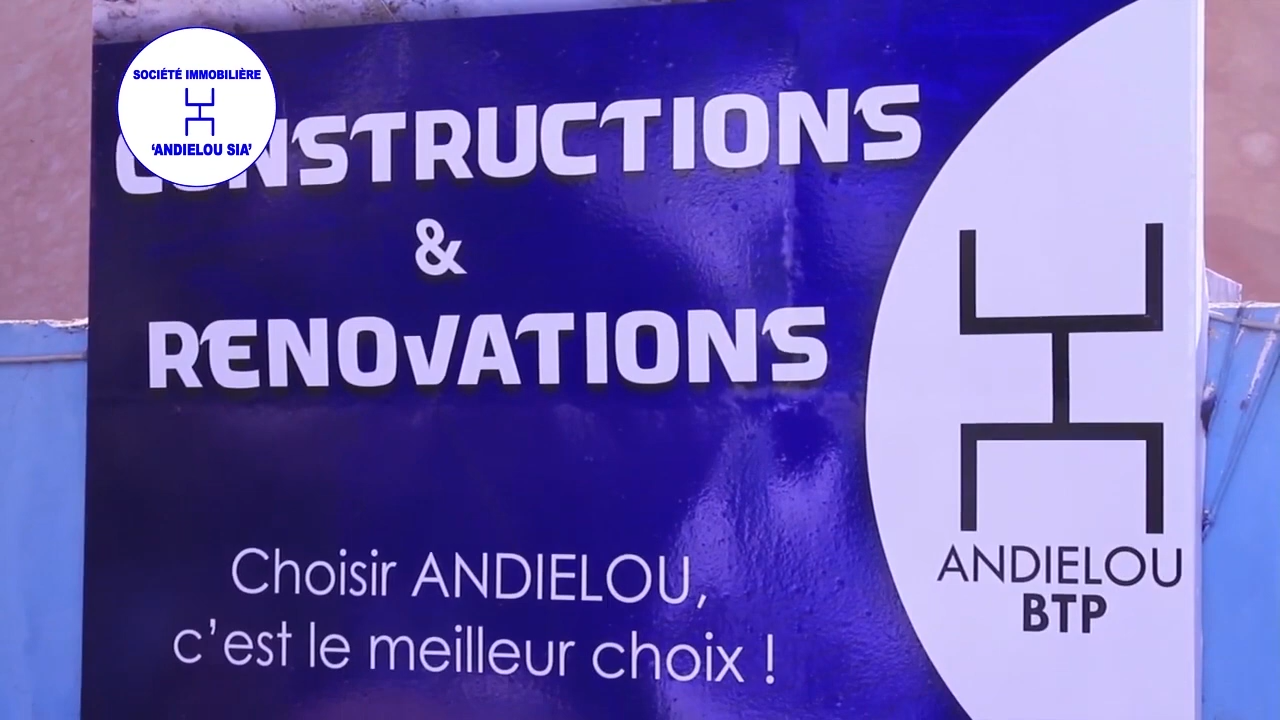 SOCIÉTÉ IMMOBILIÈRE
'ANDIELOU SIA'
CONSTRUCTIONS
&
RENOVATIONS
Choisir ANDIELOU,
c'est le meilleur choix !
ANDIELOU
BTP